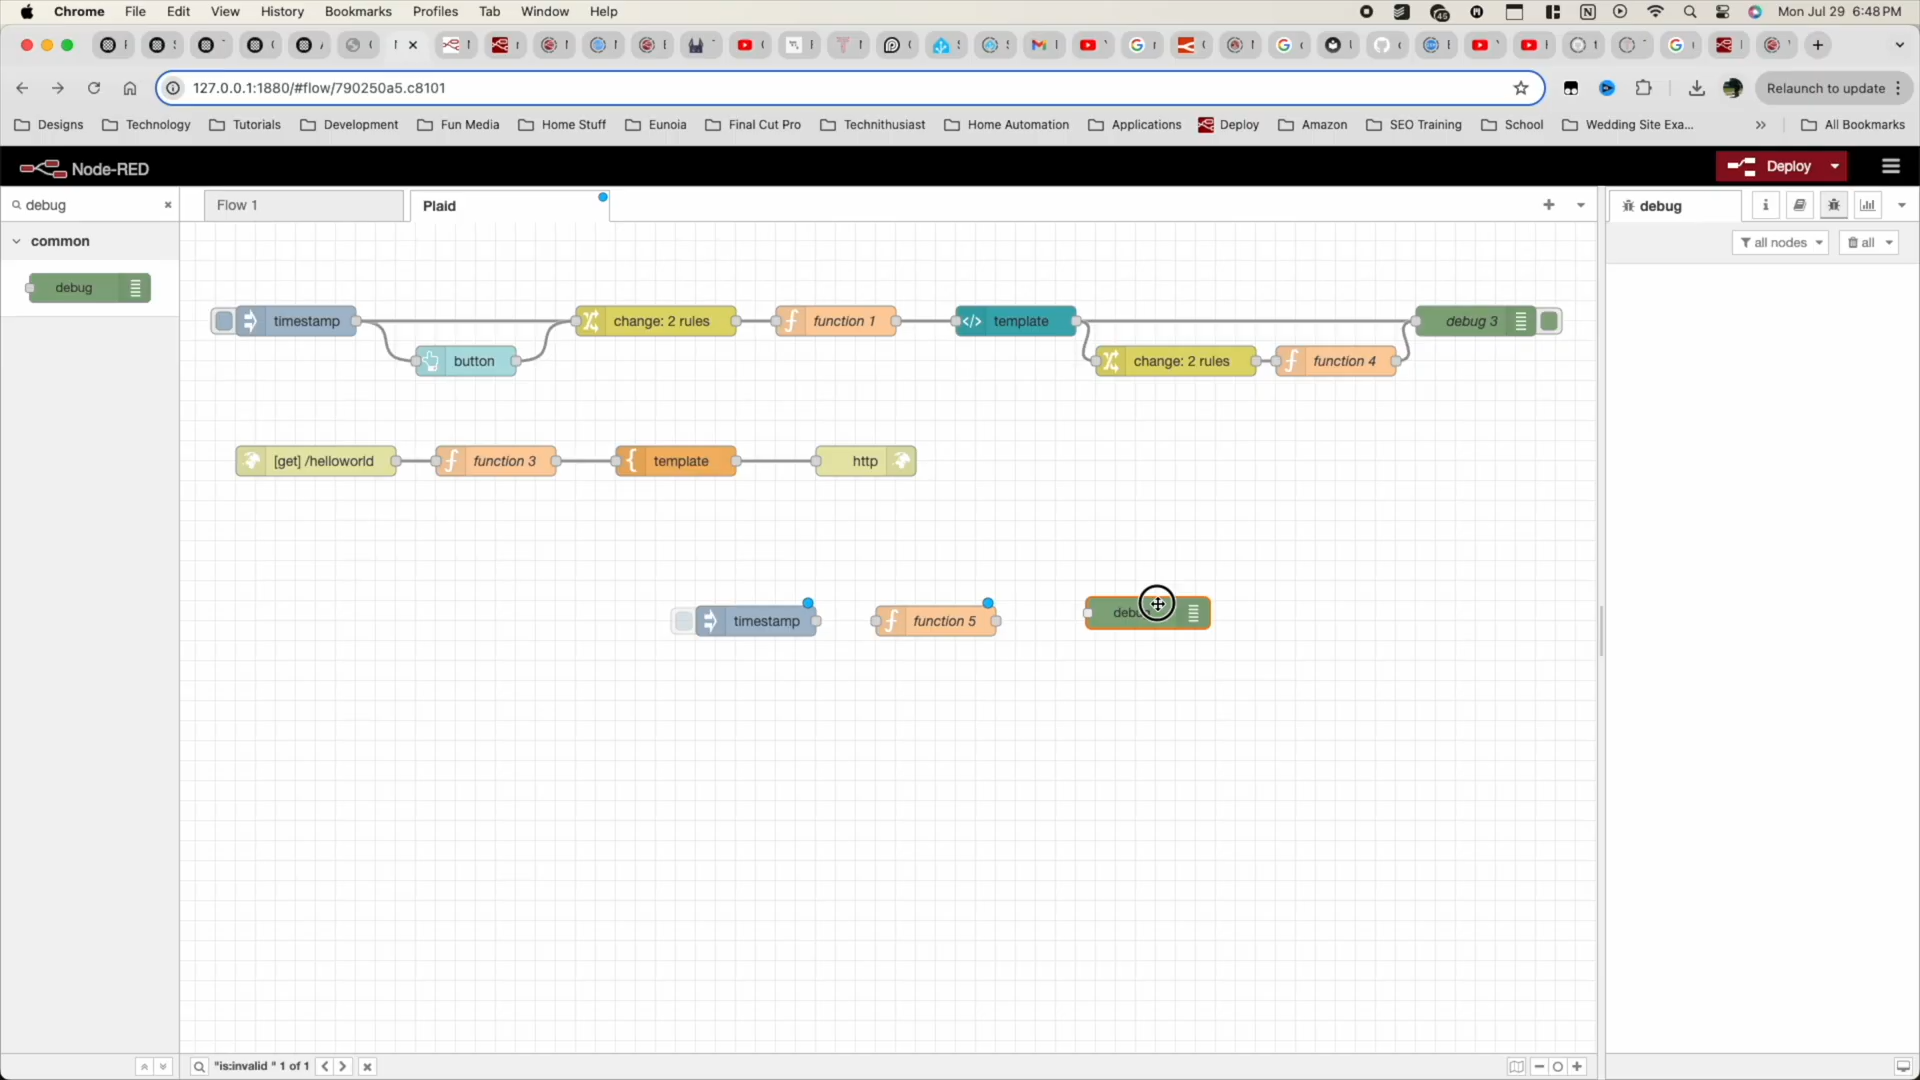 Chrome File Edit View History Bookmarks Profiles Tab Window Help Mon Jul 29 6:48 PM
127.0.0.1:1880/#flow/790250a5.c8101 Relaunch to update
Designs Technology Tutorials Development Fun Media Home Stuff Eunoia Final Cut Pro Technithusiast Home Automation Applications Deploy Amazon SEO Training School Wedding Site Exa... » All Bookmarks
Node-RED Deploy
debug Flow 1 Plaid debug
common all nodes all
debug
timestamp change: 2 rules function 1 template debug 3
button change: 2 rules function 4
[get] /helloworld function 3 template http
timestamp function 5
"is:invalid " 1 of 1